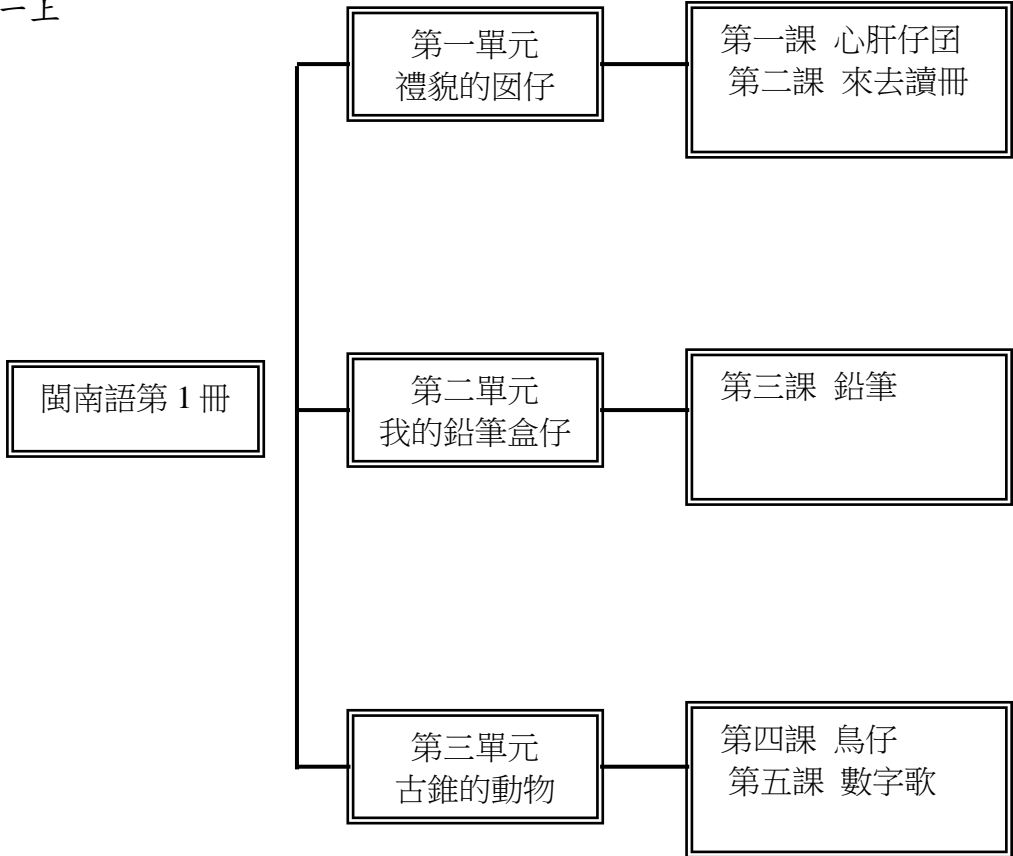 一上
第一單元
禮貌的囡仔
第一課 心肝仔囝
第二課 來去讀冊
閩南語第 1 冊
第二單元
我的鉛筆盒仔
第三課 鉛筆
第三單元
古錐的動物
第四課 鳥仔
第五課 數字歌